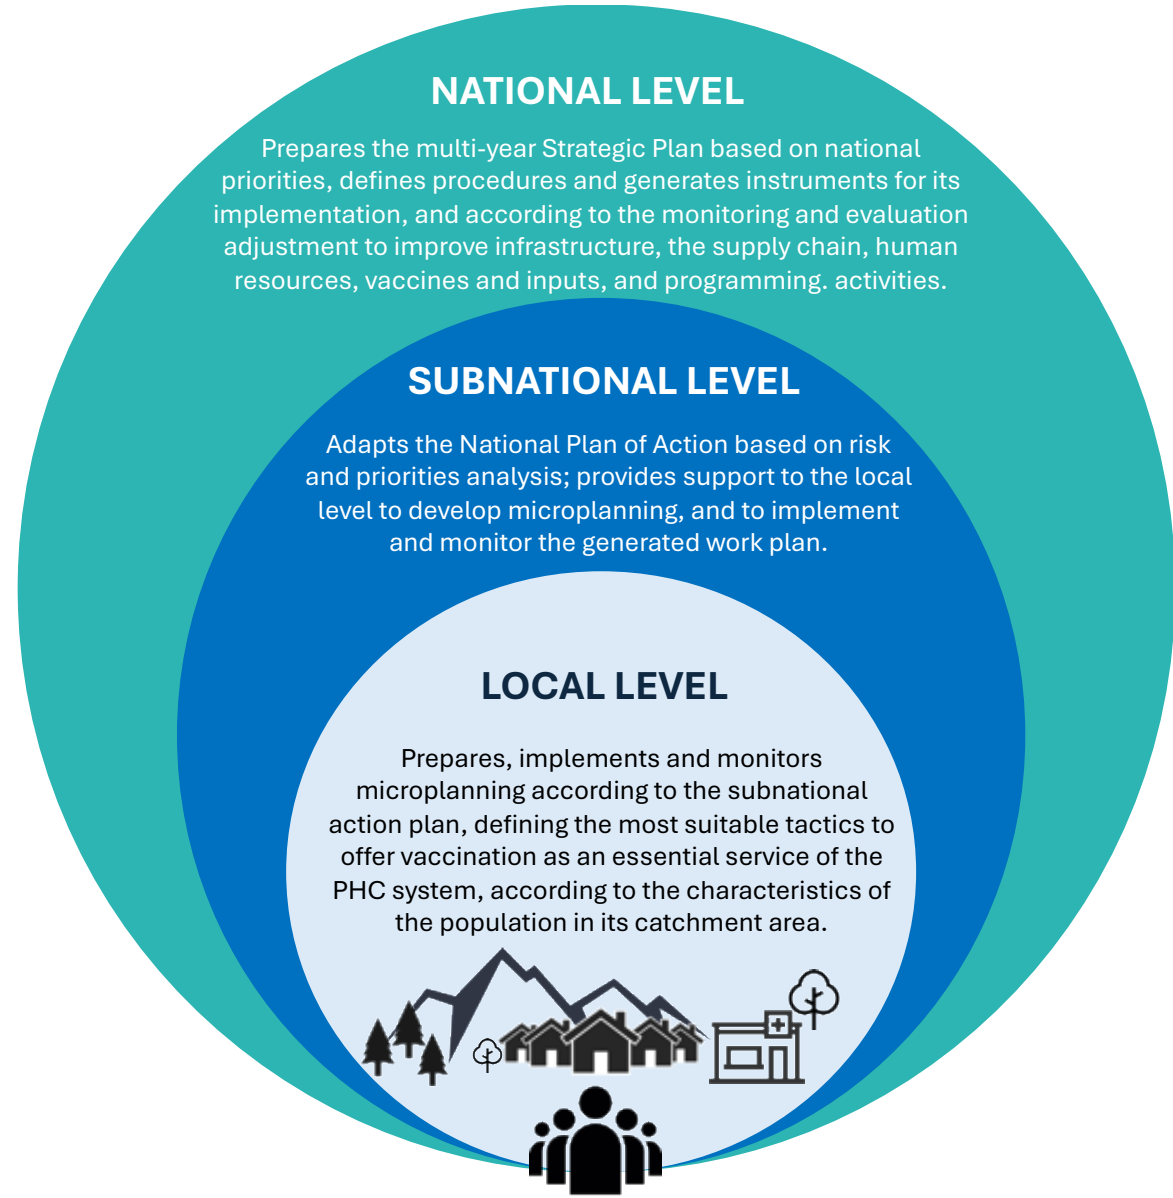 NATIONAL LEVEL
Prepares the multi-year Strategic Plan based on national
priorities, defines procedures and generates instruments for its
implementation, and according to the monitoring and evaluation
adjustment to improve infrastructure, the supply chain, human
resources, vaccines and inputs, and programming. activities.
SUBNATIONAL LEVEL
Adapts the National Plan of Action based on risk
and priorities analysis; provides support to the local
level to develop microplanning, and to implement
and monitor the generated work plan.
LOCAL LEVEL
Prepares, implements and monitors
microplanning according to the subnational
action plan, defining the most suitable tactics to
offer vaccination as an essential service of the
PHC system, according to the characteristics of
the population in its catchment area.